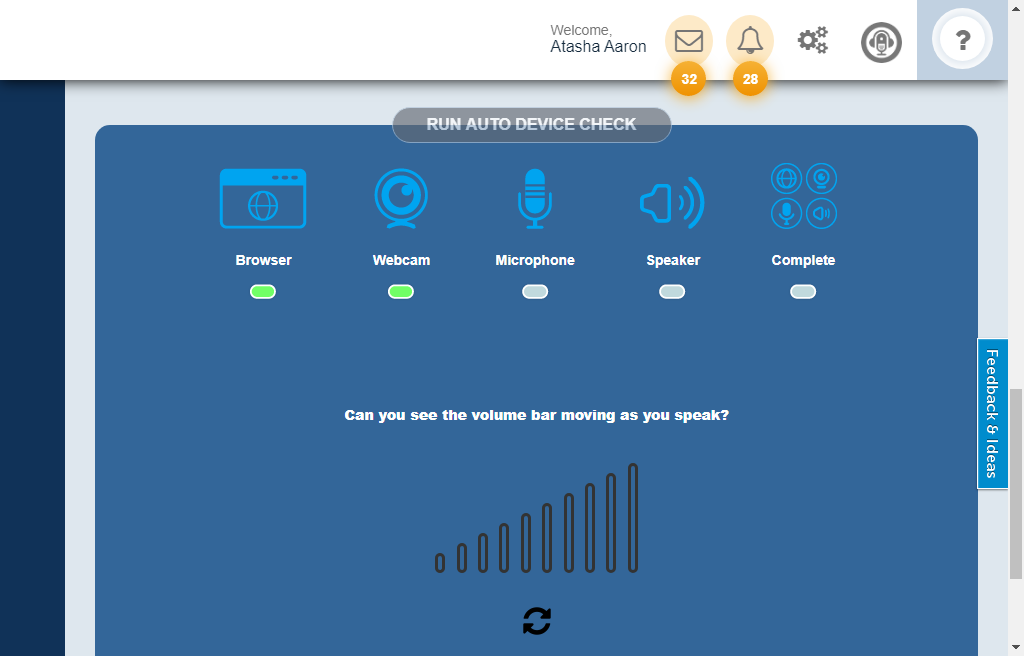 Welcome,
Atasha Aaron
32
28
?
RUN AUTO DEVICE CHECK
Browser
Webcam
Microphone
Speaker
Complete
Feedback & Ideas
Can you see the volume bar moving as you speak?